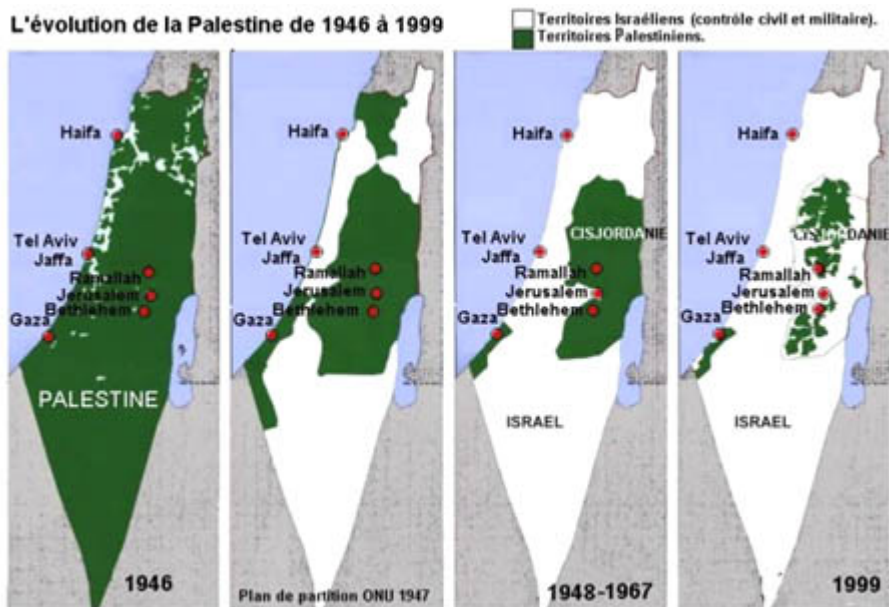 L'évolution de la Palestine de 1946 à 1999
Territoires Israéliens (contrôle civil et militaire).
Territoires Palestiniens.
Haifa
Tel Aviv
Jaffa
Ramallah
Jerusalem
Bethlehem
Gaza
PALESTINE
1946
Haifa
Tel Aviv
Jaffa
Ramallah
Jerusalem
Bethlehem
Gaza
Plan de partition ONU 1947
Haifa
CISJORDANIE
Tel Aviv
Jaffa
Ramallah
Jerusalem
Bethlehem
Gaza
ISRAEL
1948-1967
Haifa
CISJORDANIE
Tel Aviv
Jaffa
Ramallah
Jerusalem
Bethlehem
Gaza
ISRAEL
1999